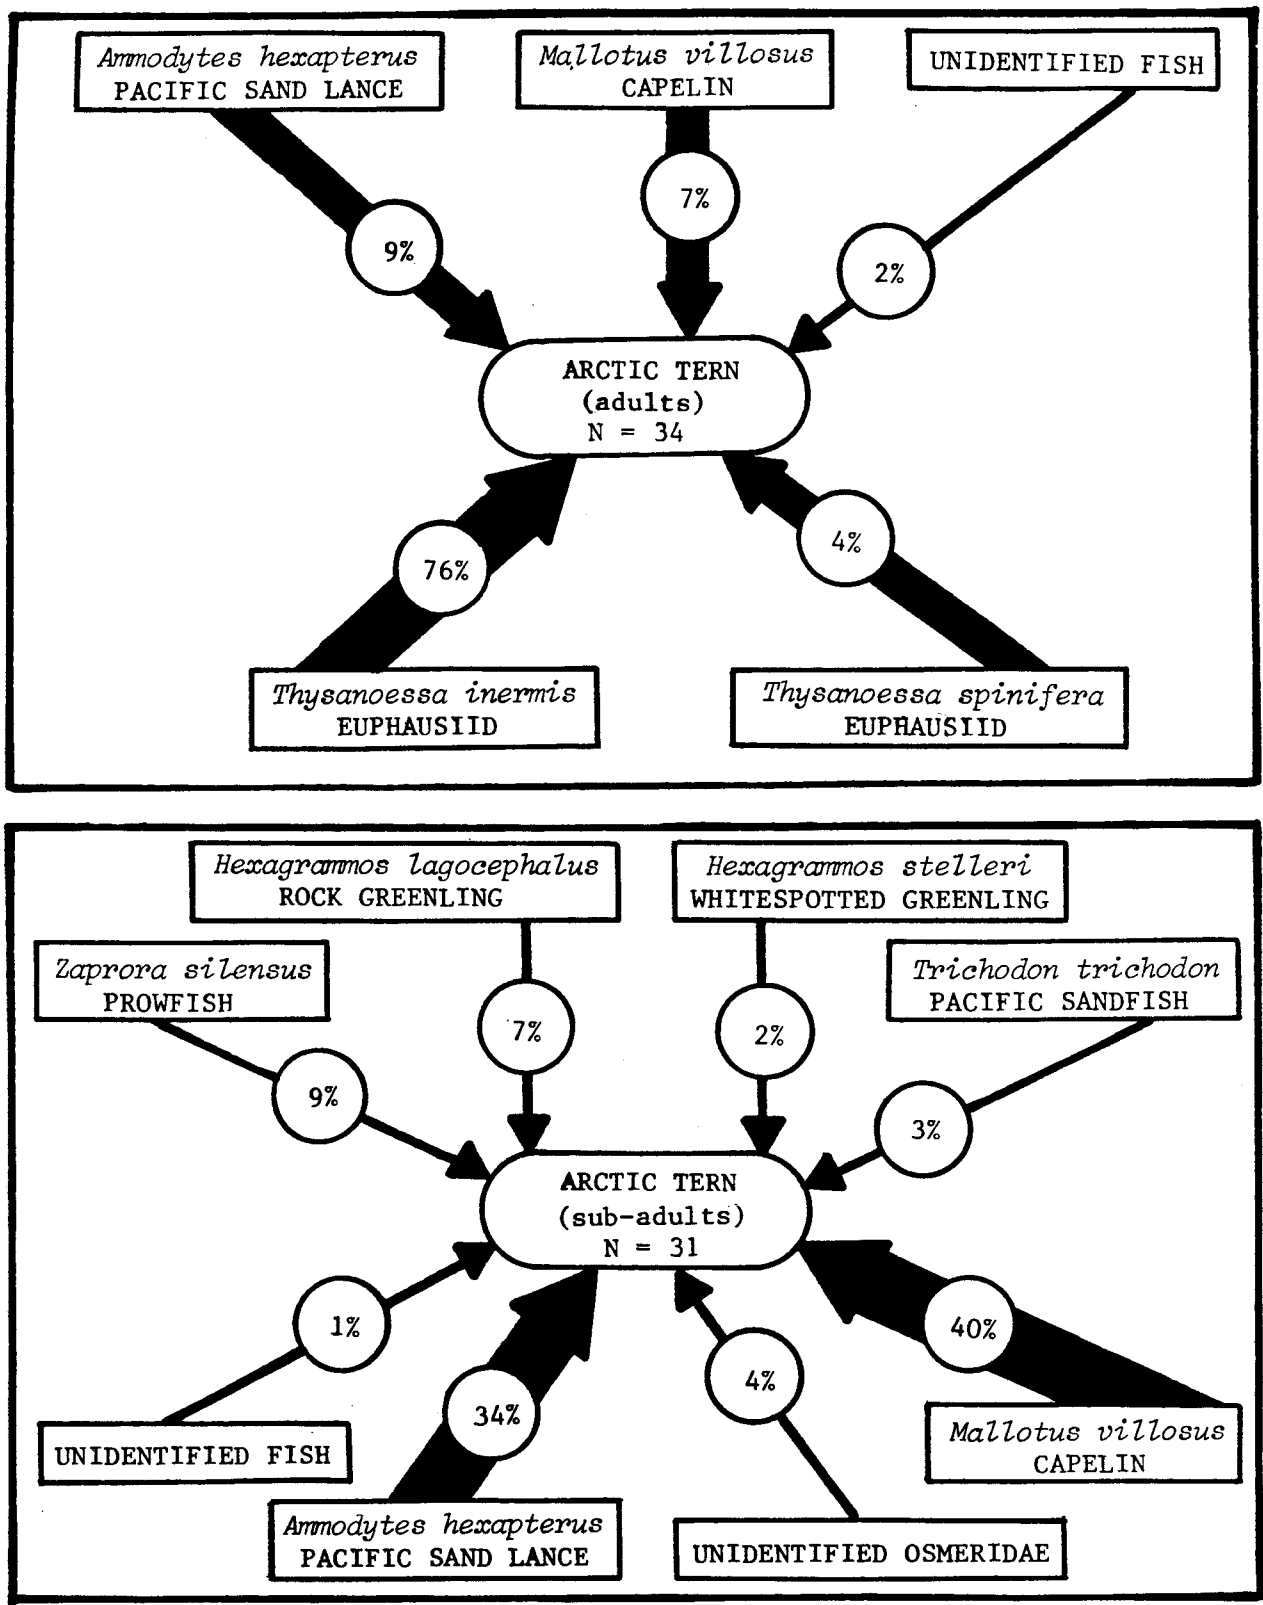 Ammodytes hexapterus
PACIFIC SAND LANCE
Mallotus villosus
CAPELIN
UNIDENTIFIED FISH
9%
7%
2%
ARCTIC TERN
(adults)
N = 34
76%
4%
Thysanoessa inermis
EUPHAUSIID
Thysanoessa spinifera
EUPHAUSIID
Hexagrammos lagocephalus
ROCK GREENLING
Hexagrammos stelleri
WHITESPOTTED GREENLING
Zaprora silensus
PROWFISH
Trichodon trichodon
PACIFIC SANDFISH
7%
2%
9%
3%
ARCTIC TERN
(sub-adults)
N = 31
1%
40%
34%
4%
UNIDENTIFIED FISH
Mallotus villosus
CAPELIN
Ammodytes hexapterus
PACIFIC SAND LANCE
UNIDENTIFIED OSMERIDAE